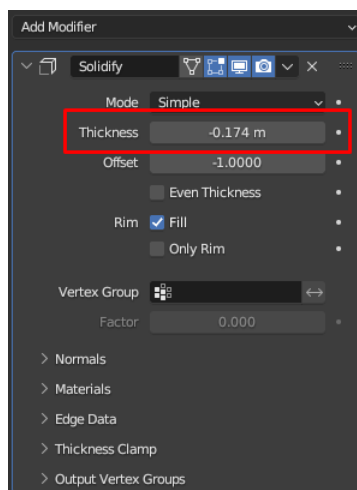 Add Modifier
Solidify
Mode Simple
Thickness -0.174 m
Offset -1.0000
Even Thickness
Rim Fill
Only Rim
Vertex Group
Factor 0.000
Normals
Materials
Edge Data
Thickness Clamp
Output Vertex Groups